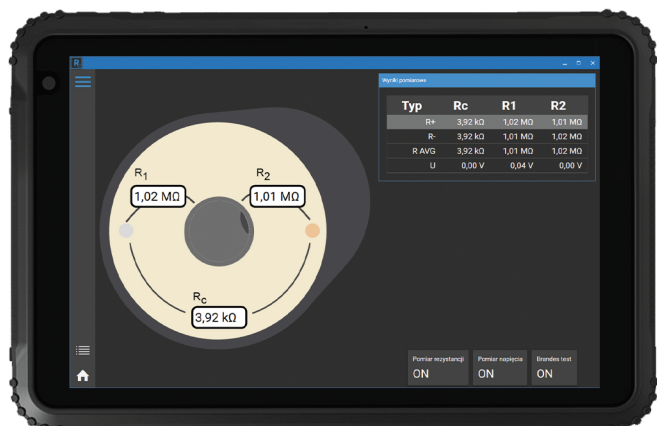 R
Wyniki pomiarowe
Typ Rc R1 R2
R+ 3,92 kΩ 1,02 MΩ 1,01 MΩ
R- 3,92 kΩ 1,01 MΩ 1,02 MΩ
R AVG 3,92 kΩ 1,01 MΩ 1,02 MΩ
U 0,00 V 0,04 V 0,00 V
R1 R2
1,02 MΩ 1,01 MΩ
Rc
3,92 kΩ
Pomiar rezystancji Pomiar napięcia Brandes test
ON ON ON